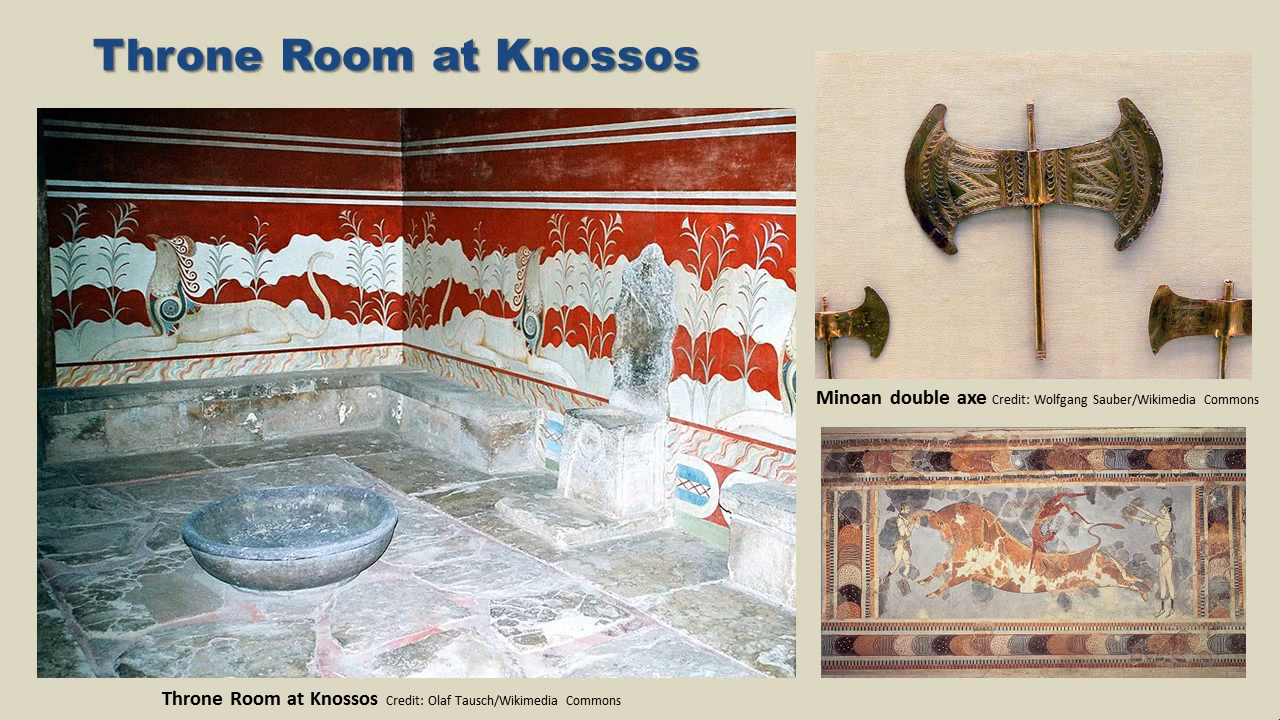 Throne Room at Knossos
Minoan double axe Credit: Wolfgang Sauber/Wikimedia Commons
Throne Room at Knossos Credit: Olaf Tausch/Wikimedia Commons